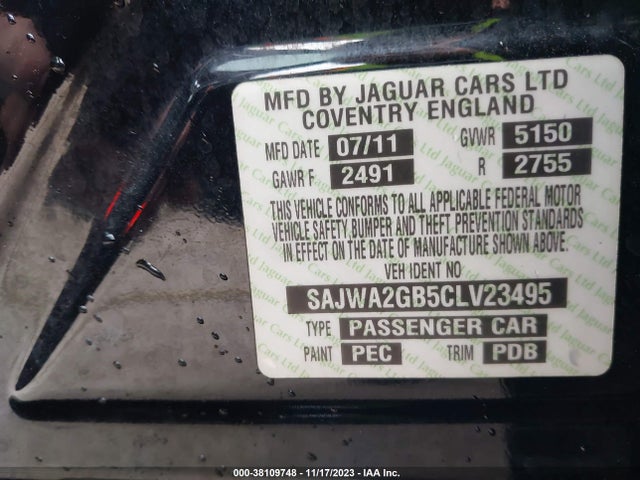 MFD BY JAGUAR CARS LTD
COVENTRY ENGLAND
MFD DATE 07/11 GVWR 5150
GAWR F 2491 R 2755
THIS VEHICLE CONFORMS TO ALL APPLICABLE FEDERAL MOTOR
VEHICLE SAFETY,BUMPER AND THEFT PREVENTION STANDARDS
IN EFFECT ON THE DATE OF MANUFACTURE SHOWN ABOVE.
VEH IDENT NO
SAJWA2GB5CLV23495
TYPE PASSENGER CAR
PAINT PEC TRIM PDB
000-38109748 - 11/17/2023 - IAA Inc.